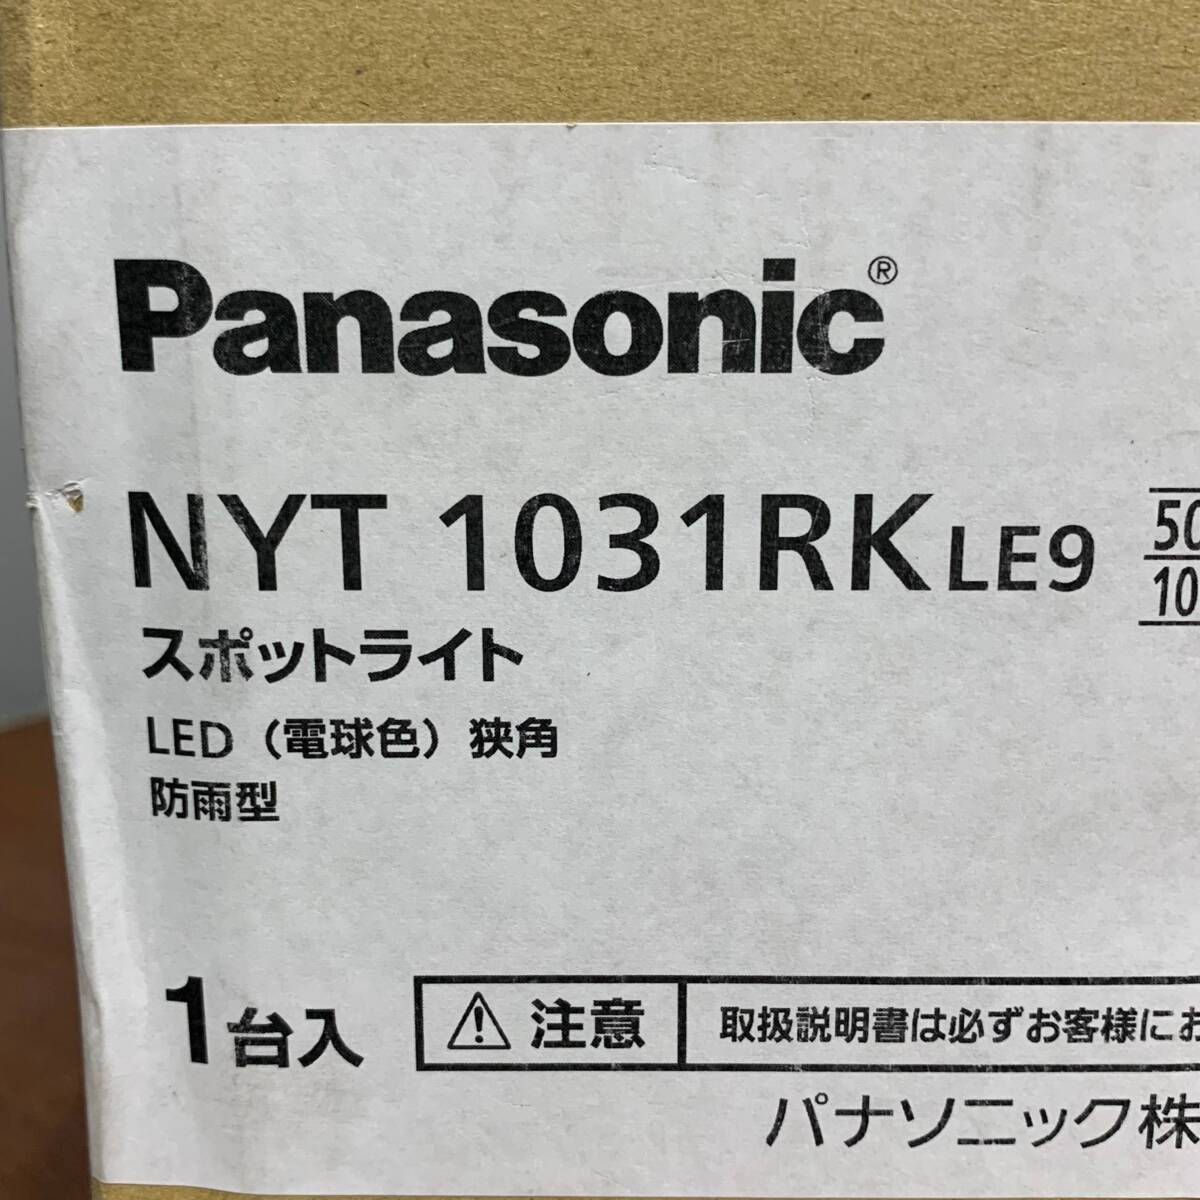 Panasonic®
NYT 1031RK LE9
50
10
スポットライト
LED（電球色）狭角
防雨型
1台入
注意 取扱説明書は必ずお客様にお
パナソニック株